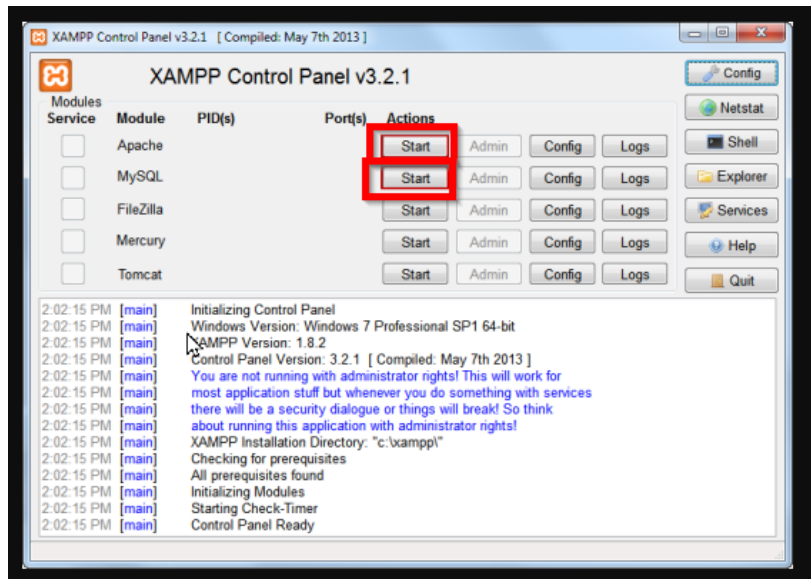 XAMPP Control Panel v3.2.1 [ Compiled: May 7th 2013 ]
XAMPP Control Panel v3.2.1
Config
Modules
Service Module PID(s) Port(s) Actions
Netstat
Apache Start Admin Config Logs
Shell
MySQL Start Admin Config Logs
Explorer
FileZilla Start Admin Config Logs
Services
Mercury Start Admin Config Logs
Help
Tomcat Start Admin Config Logs
Quit
2:02:15 PM [main] Initializing Control Panel
2:02:15 PM [main] Windows Version: Windows 7 Professional SP1 64-bit
2:02:15 PM [main] XAMPP Version: 1.8.2
2:02:15 PM [main] Control Panel Version: 3.2.1 [ Compiled: May 7th 2013 ]
2:02:15 PM [main] You are not running with administrator rights! This will work for
2:02:15 PM [main] most application stuff but whenever you do something with services
2:02:15 PM [main] there will be a security dialogue or things will break! So think
2:02:15 PM [main] about running this application with administrator rights!
2:02:15 PM [main] XAMPP Installation Directory: "c:\xampp\"
2:02:15 PM [main] Checking for prerequisites
2:02:15 PM [main] All prerequisites found
2:02:15 PM [main] Initializing Modules
2:02:15 PM [main] Starting Check-Timer
2:02:15 PM [main] Control Panel Ready